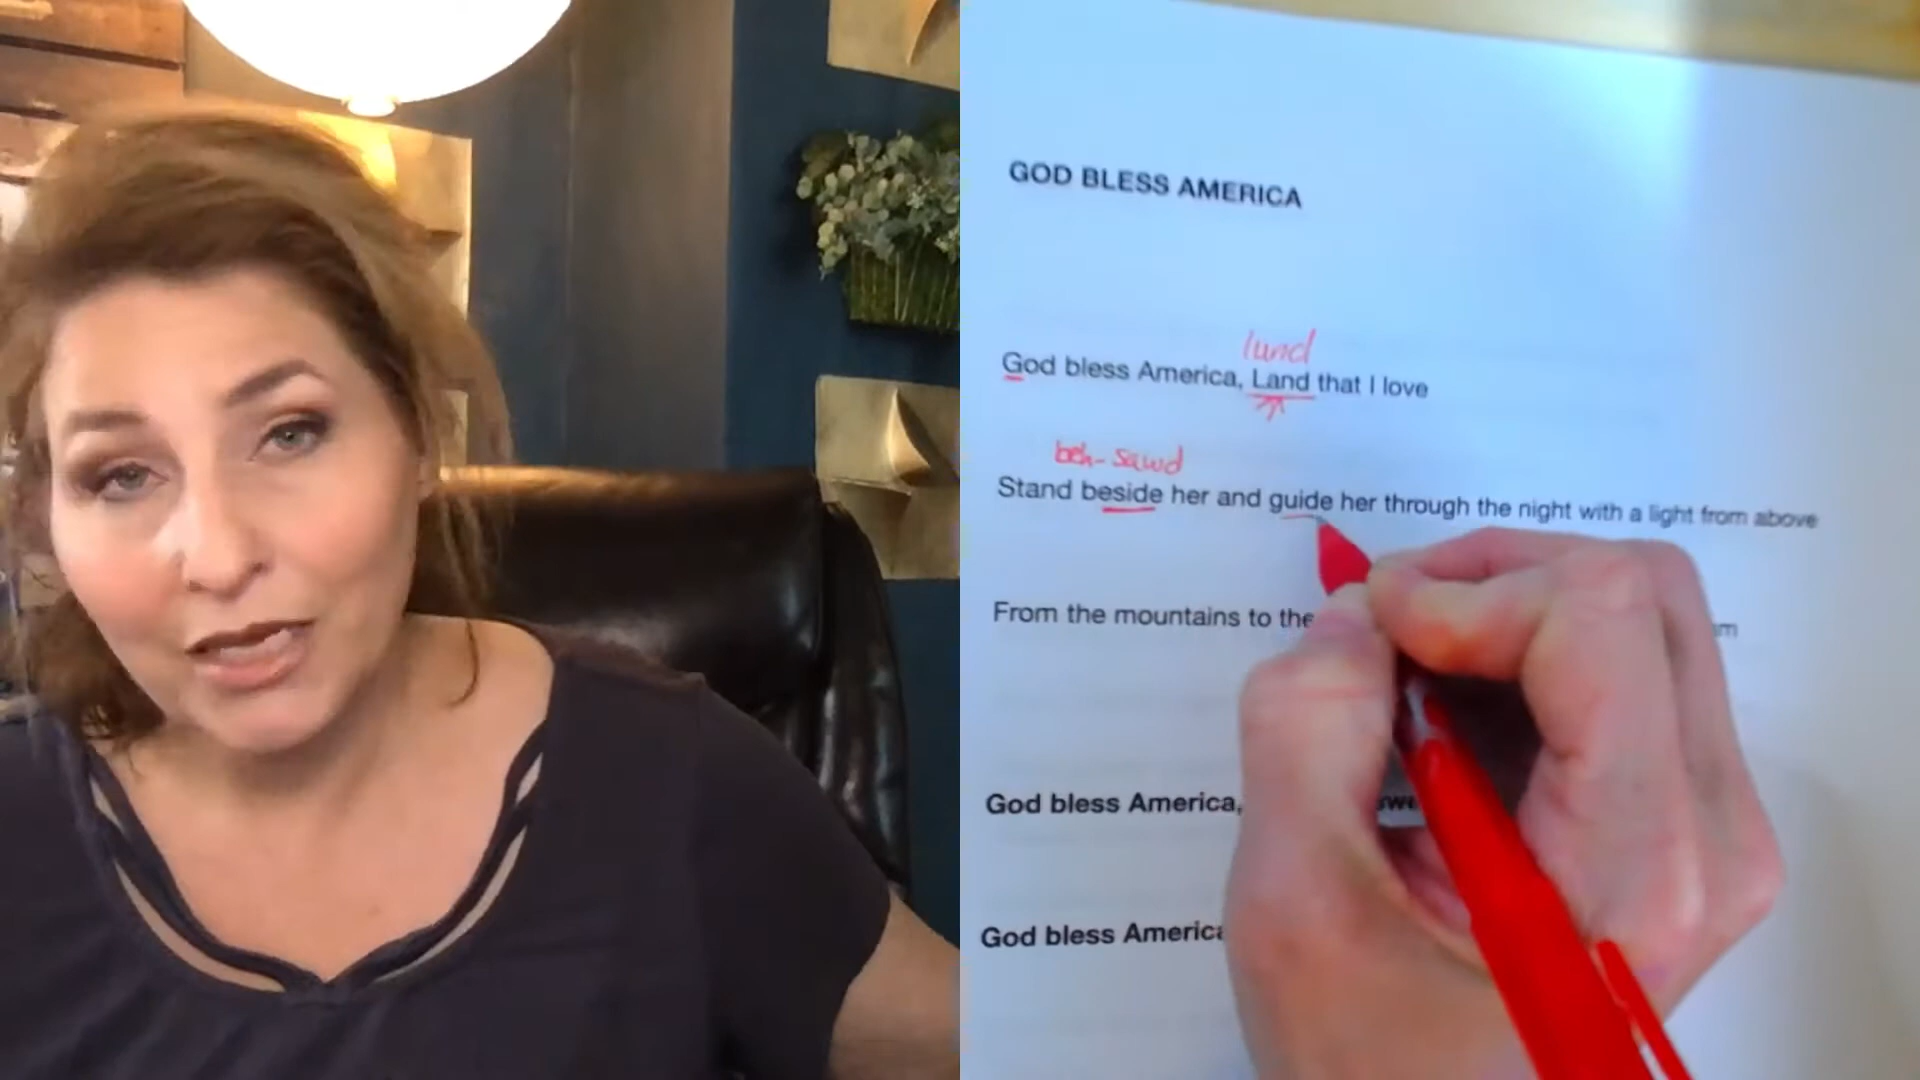 GOD BLESS AMERICA
lund
God bless America, Land that I love
beh-sawd
Stand beside her and guide her through the night with a light from above
From the mountains to the
God bless America,
God bless America